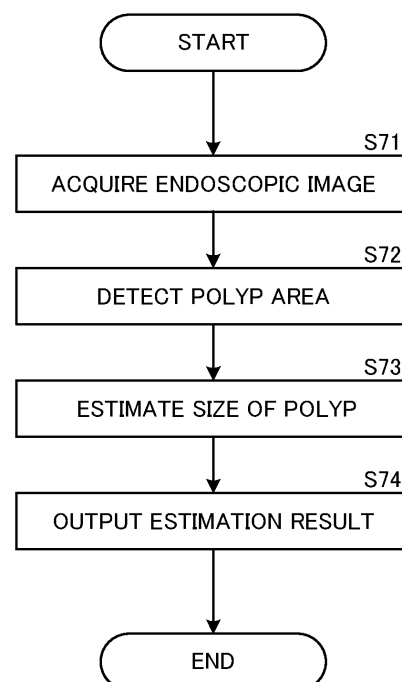 START
S71
ACQUIRE ENDOSCOPIC IMAGE
S72
DETECT POLYP AREA
S73
ESTIMATE SIZE OF POLYP
S74
OUTPUT ESTIMATION RESULT
END